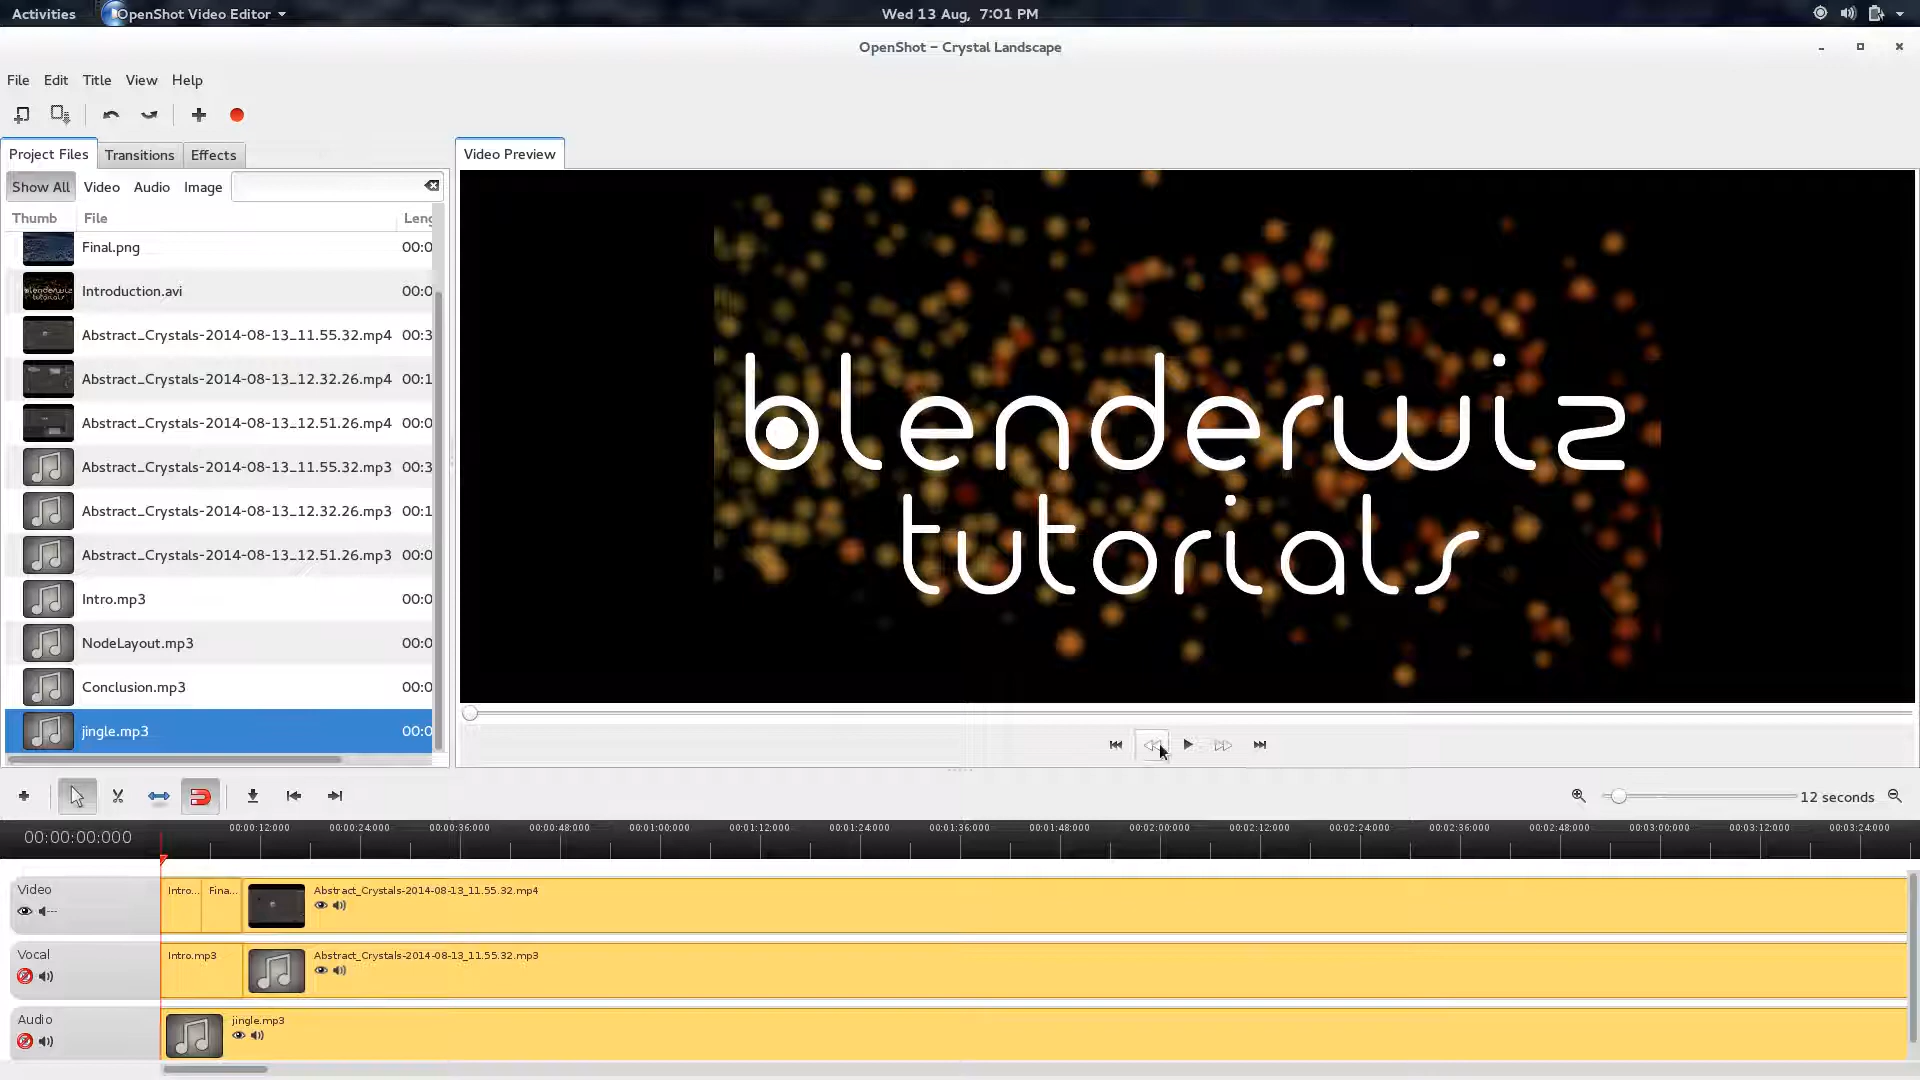 Activities
OpenShot Video Editor
Wed 13 Aug, 7:01 PM
OpenShot – Crystal Landscape
File Edit Title View Help
Project Files Transitions Effects
Video Preview
Show All Video Audio Image
Thumb File Leng
Final.png 00:0
Introduction.avi 00:0
Abstract_Crystals-2014-08-13_11.55.32.mp4 00:3
Abstract_Crystals-2014-08-13_12.32.26.mp4 00:1
Abstract_Crystals-2014-08-13_12.51.26.mp4 00:0
Abstract_Crystals-2014-08-13_11.55.32.mp3 00:3
Abstract_Crystals-2014-08-13_12.32.26.mp3 00:1
Abstract_Crystals-2014-08-13_12.51.26.mp3 00:0
Intro.mp3 00:0
NodeLayout.mp3 00:0
Conclusion.mp3 00:0
jingle.mp3 00:0
blenderwiz
tutorials
12 seconds
00:00:00:000
00:00:12:000 00:00:24:000 00:00:36:000 00:00:48:000 00:01:00:000 00:01:12:000 00:01:24:000 00:01:36:000 00:01:48:000 00:02:00:000 00:02:12:000 00:02:24:000 00:02:36:000 00:02:48:000 00:03:00:000 00:03:12:000 00:03:24:000
Video
Intro... Fina... Abstract_Crystals-2014-08-13_11.55.32.mp4
Vocal
Intro.mp3 Abstract_Crystals-2014-08-13_11.55.32.mp3
Audio
jingle.mp3